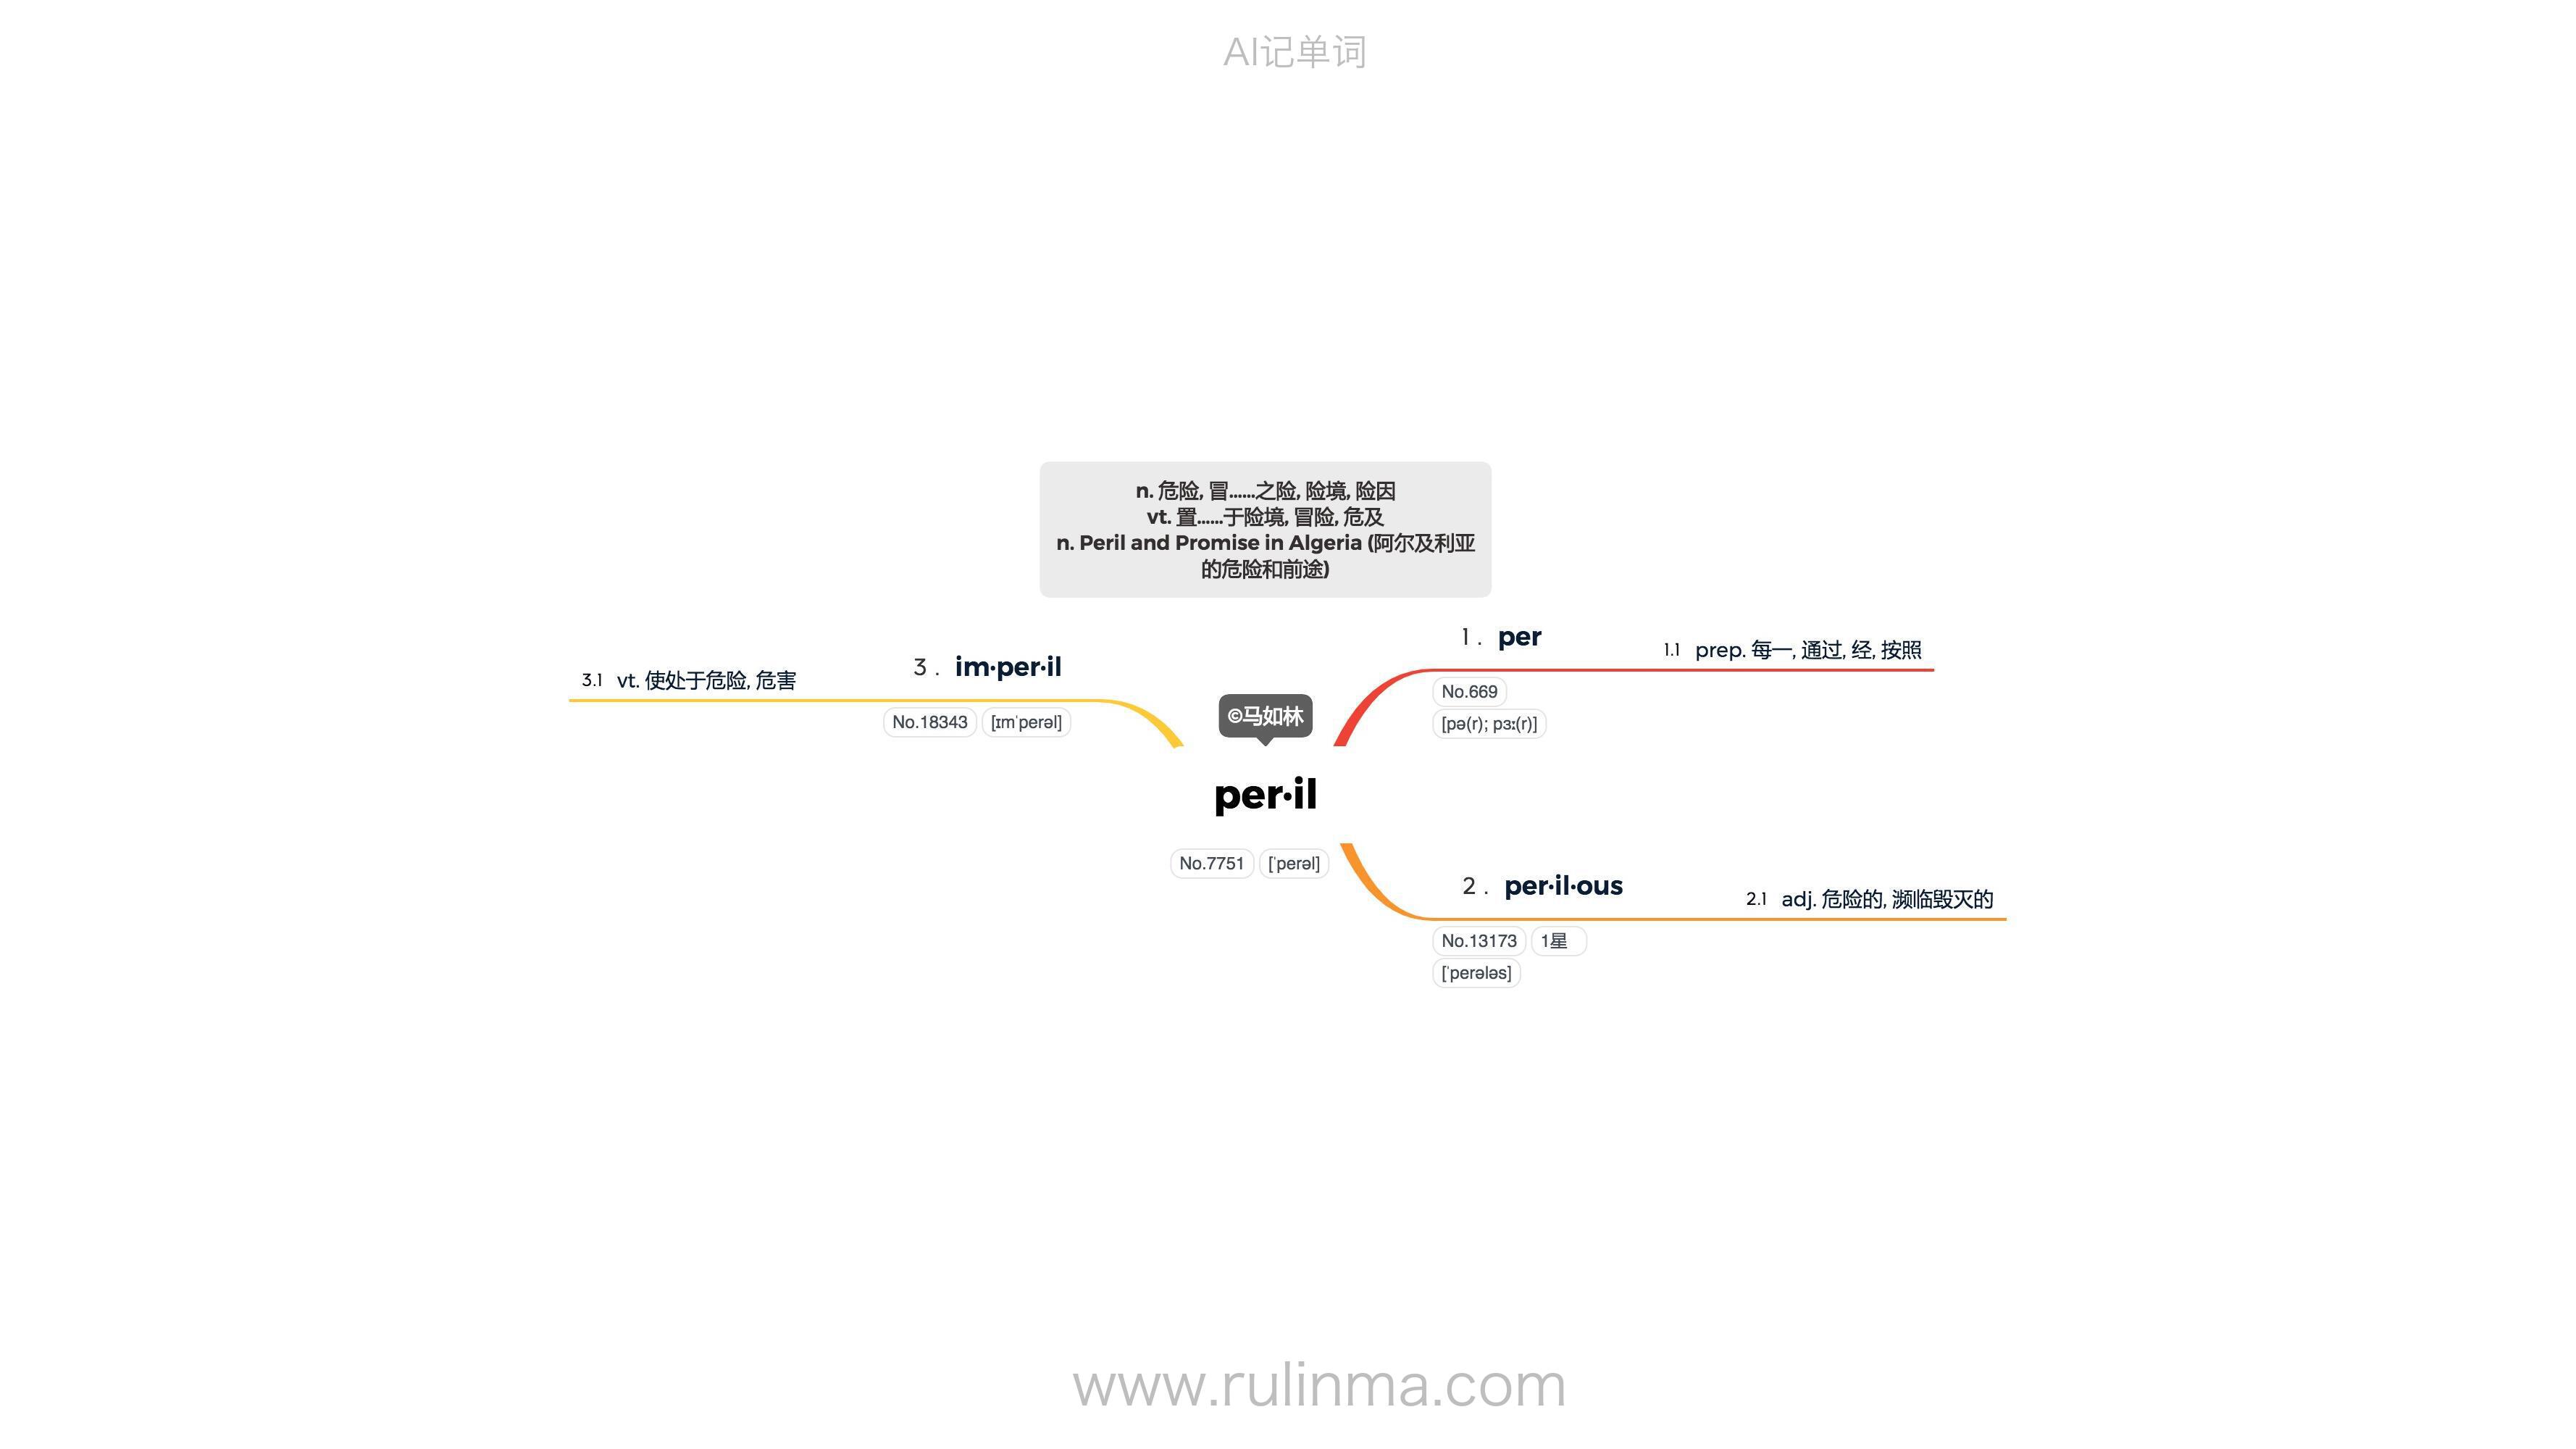 AI记单词
n. 危险, 冒……之险, 险境, 险因
vt. 置……于险境, 冒险, 危及
n. Peril and Promise in Algeria (阿尔及利亚
的危险和前途)
©马如林
per·il
No.7751 [ˈperəl]
1 . per
1.1 prep. 每一, 通过, 经, 按照
No.669
[pə(r); pɜː(r)]
2 . per·il·ous
2.1 adj. 危险的, 濒临毁灭的
No.13173 1星
[ˈperələs]
3 . im·per·il
3.1 vt. 使处于危险, 危害
No.18343 [ɪmˈperəl]
www.rulinma.com